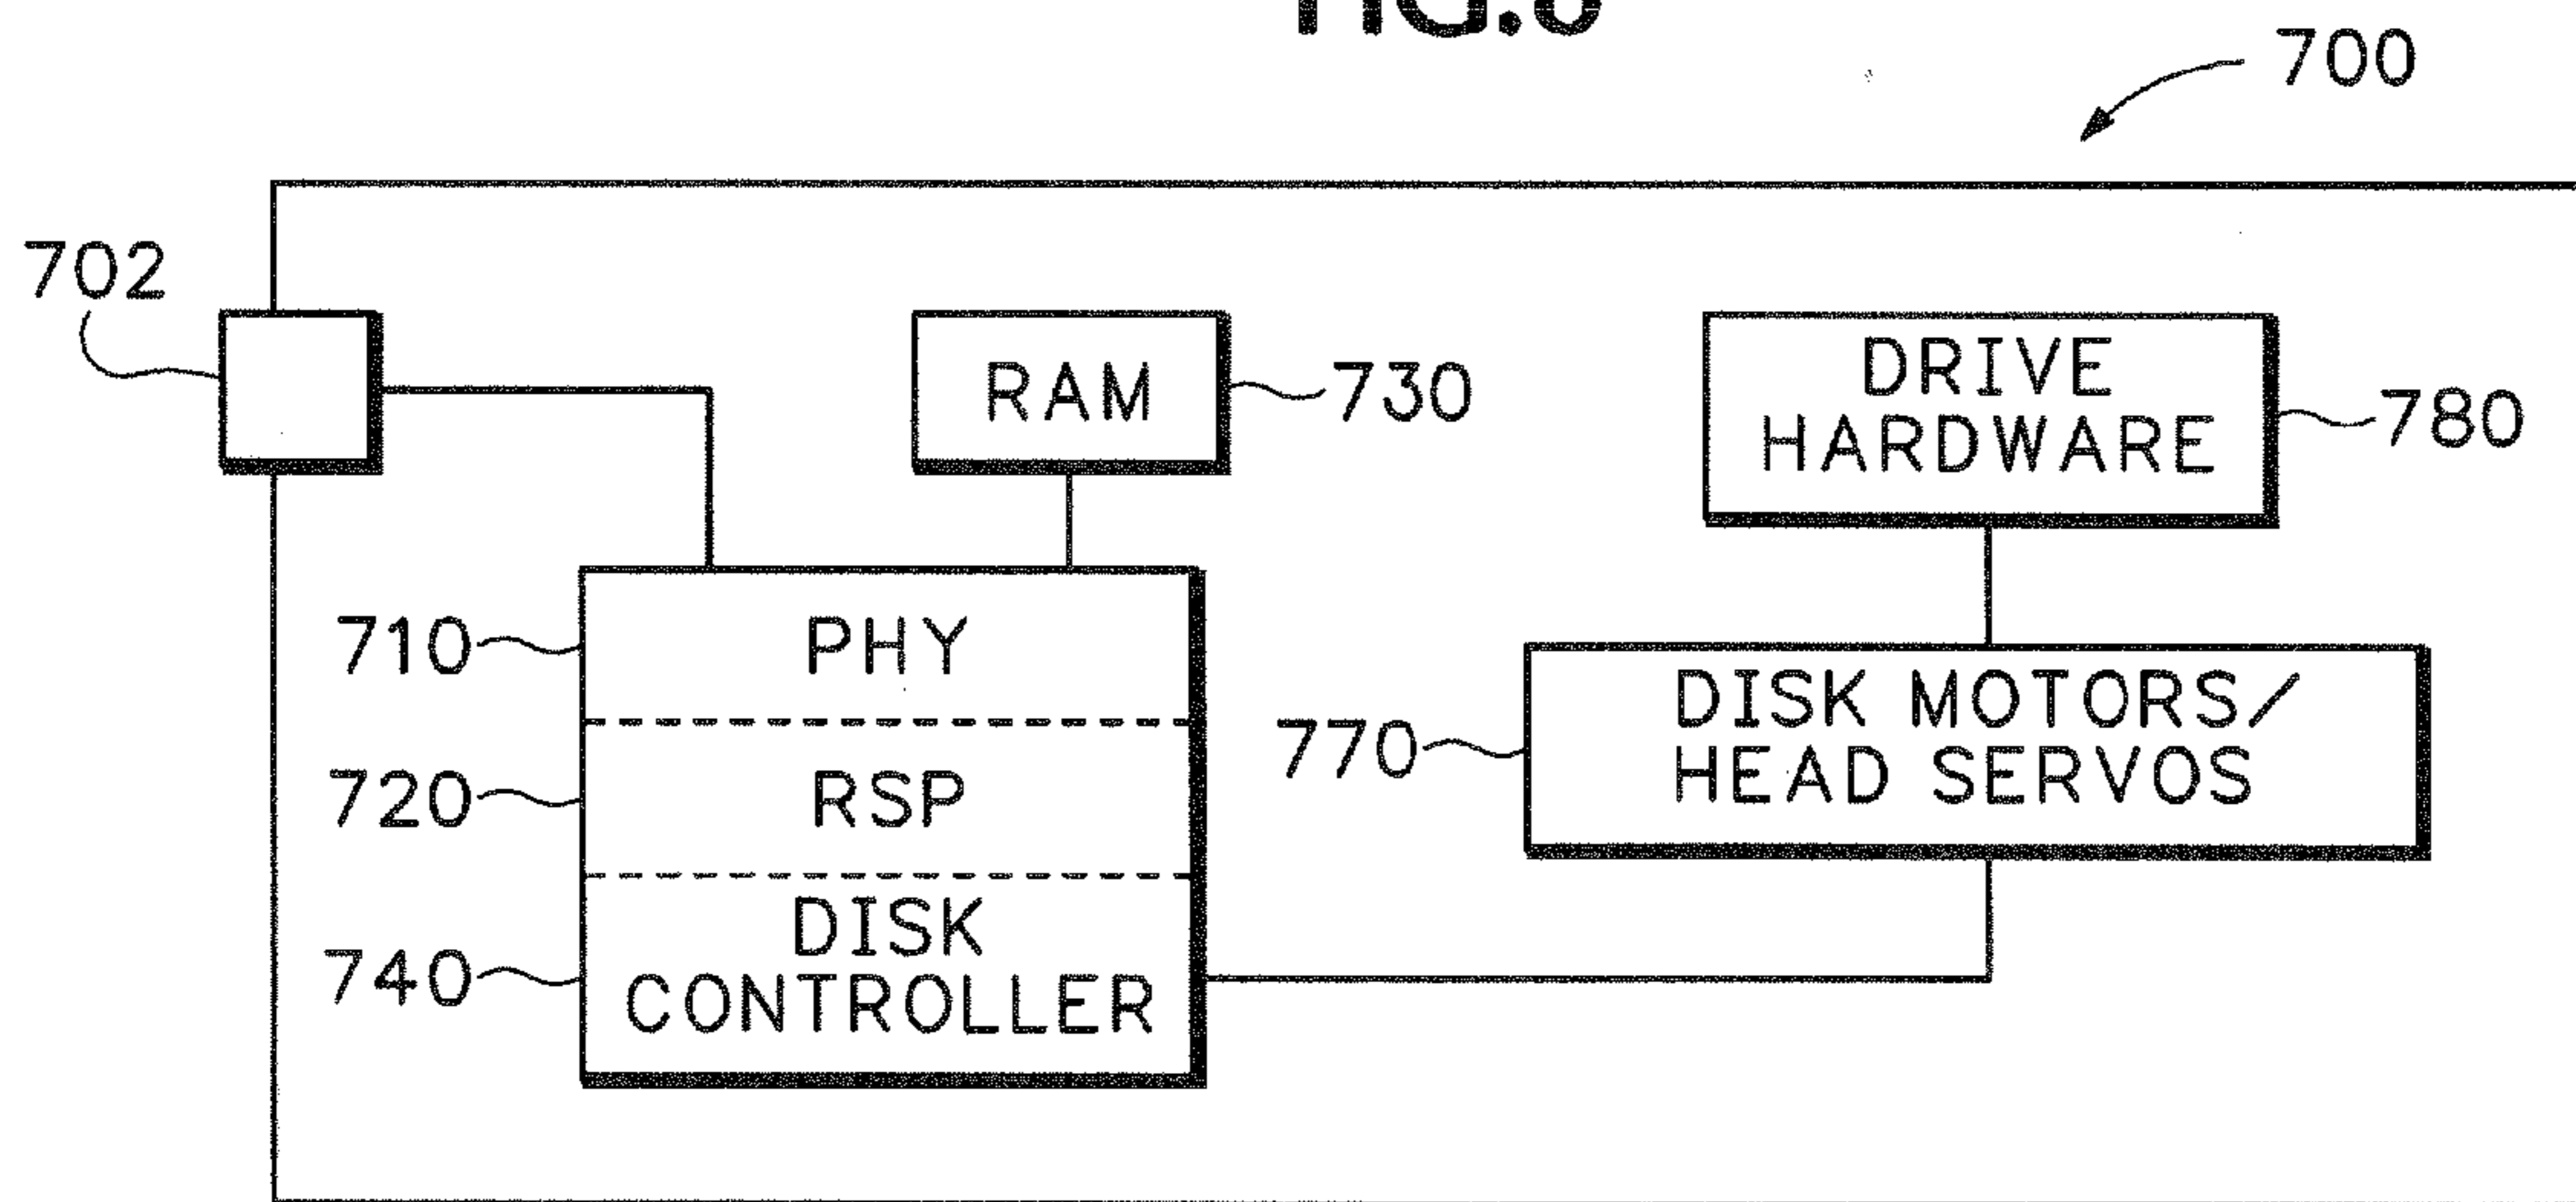 700
702
RAM
730
DRIVE
HARDWARE
780
710
PHY
720
RSP
740
DISK
CONTROLLER
770
DISK MOTORS/
HEAD SERVOS